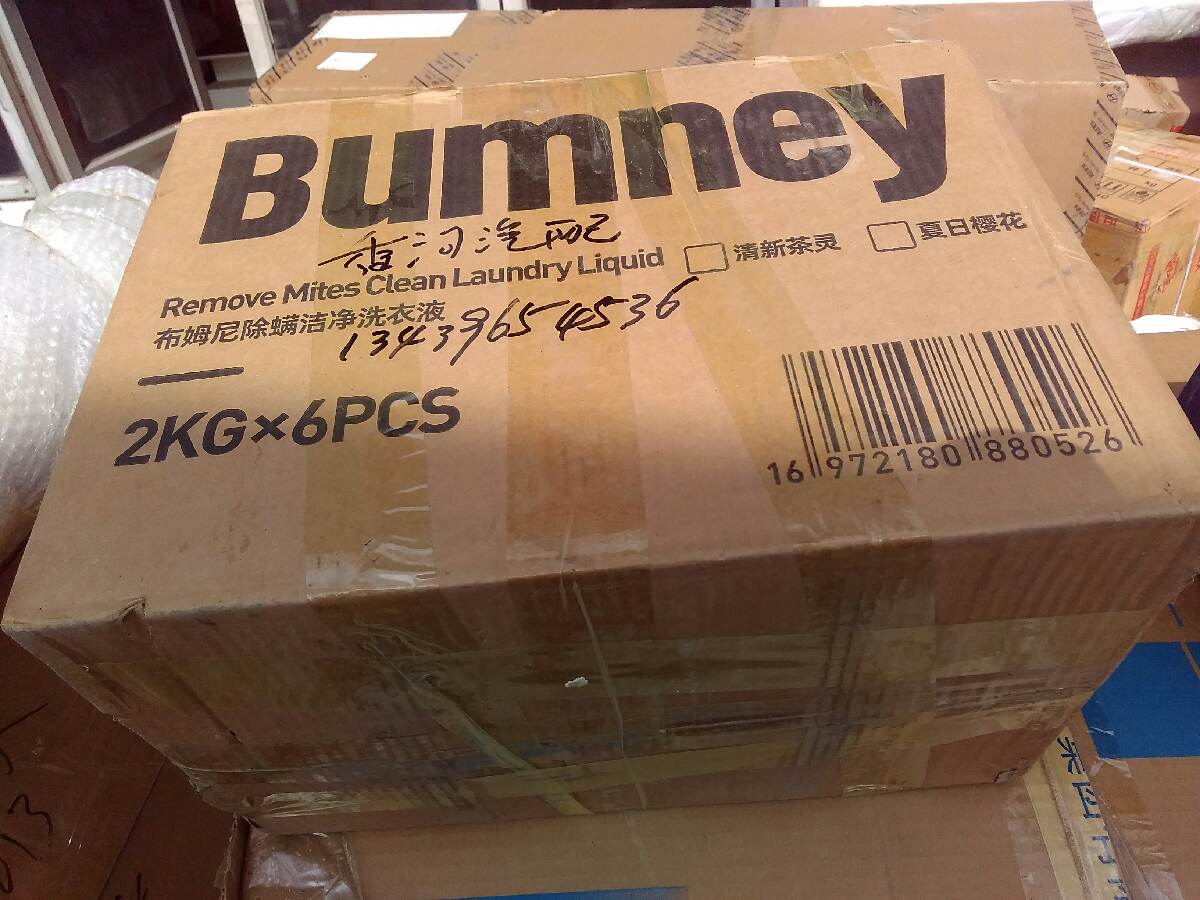 Bumney
香河汽配
Remove Mites Clean Laundry Liquid
清新茶灵
夏日樱花
布姆尼除螨洁净洗衣液
13439654536
2KG×6PCS
16 972180 880526